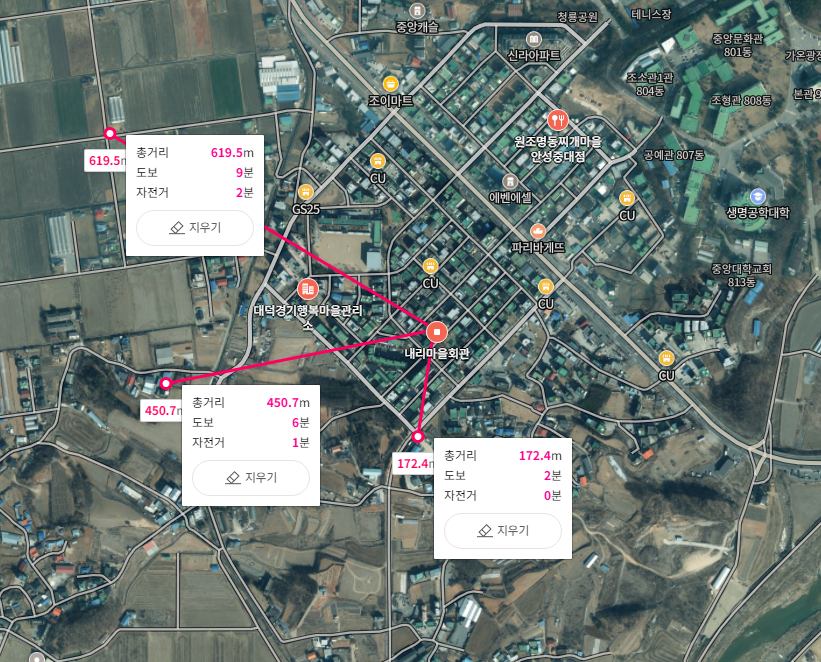 청룡공원
테니스장
중앙캐슬
중앙문화관
801동
신라아파트
조소관1관
804동
조이마트
조형관 808동
원조명동찌개마을
안성중대점
공예관 807동
619.5m
총거리 619.5m
도보 9분
자전거 2분
지우기
CU
GS25
에벤에셀
CU
생명공학대학
파리바게뜨
중앙대학교회
813동
CU
CU
대덕경기행복마을관리
소
내리마을회관
CU
450.7m
총거리 450.7m
도보 6분
자전거 1분
지우기
172.4m
총거리 172.4m
도보 2분
자전거 0분
지우기